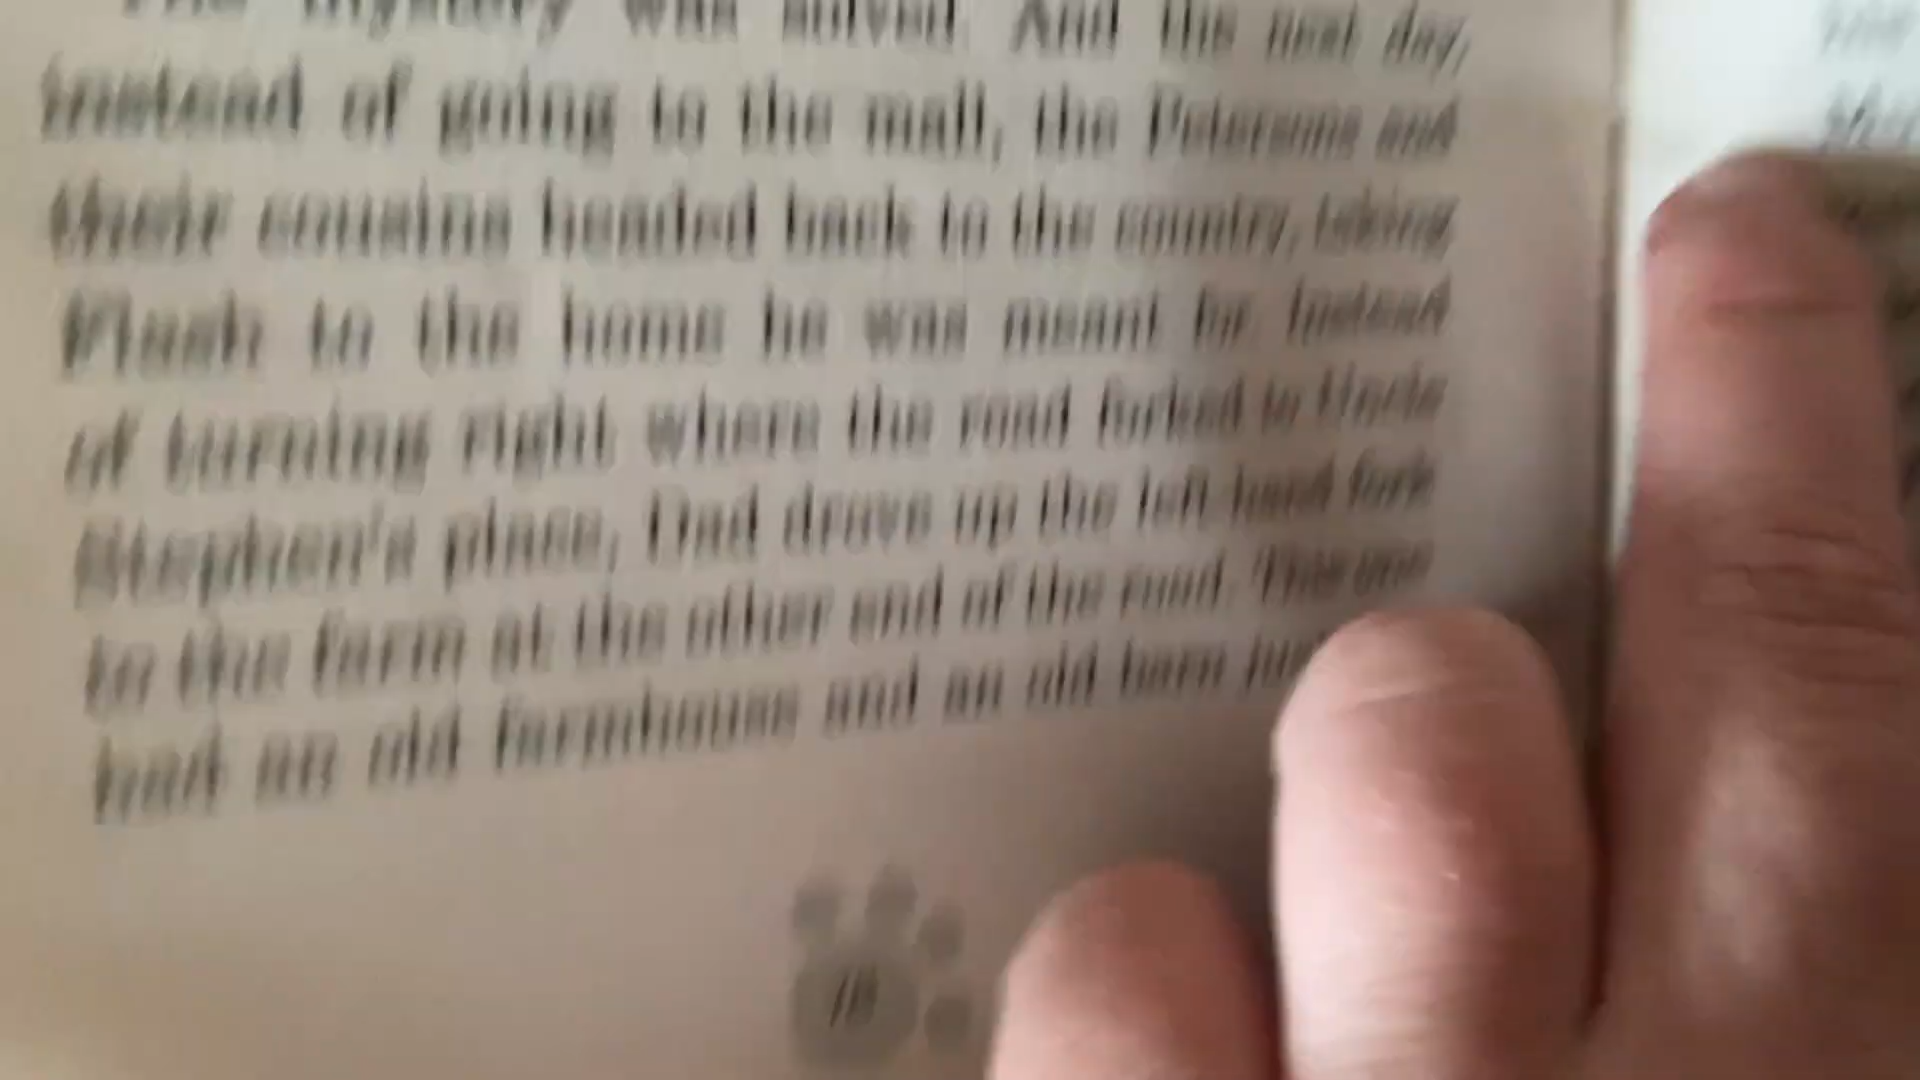 The mystery was solved. And the next day,
instead of going to the mall, the Petersons and
their cousins headed back to the country, taking
Plush to the home he was meant for. Instead
of turning right where the road forked to Uncle
Stephen's place, Dad drove up the left-hand fork
to the farm at the other end of the road. This one
had an old farmhouse and an old barn